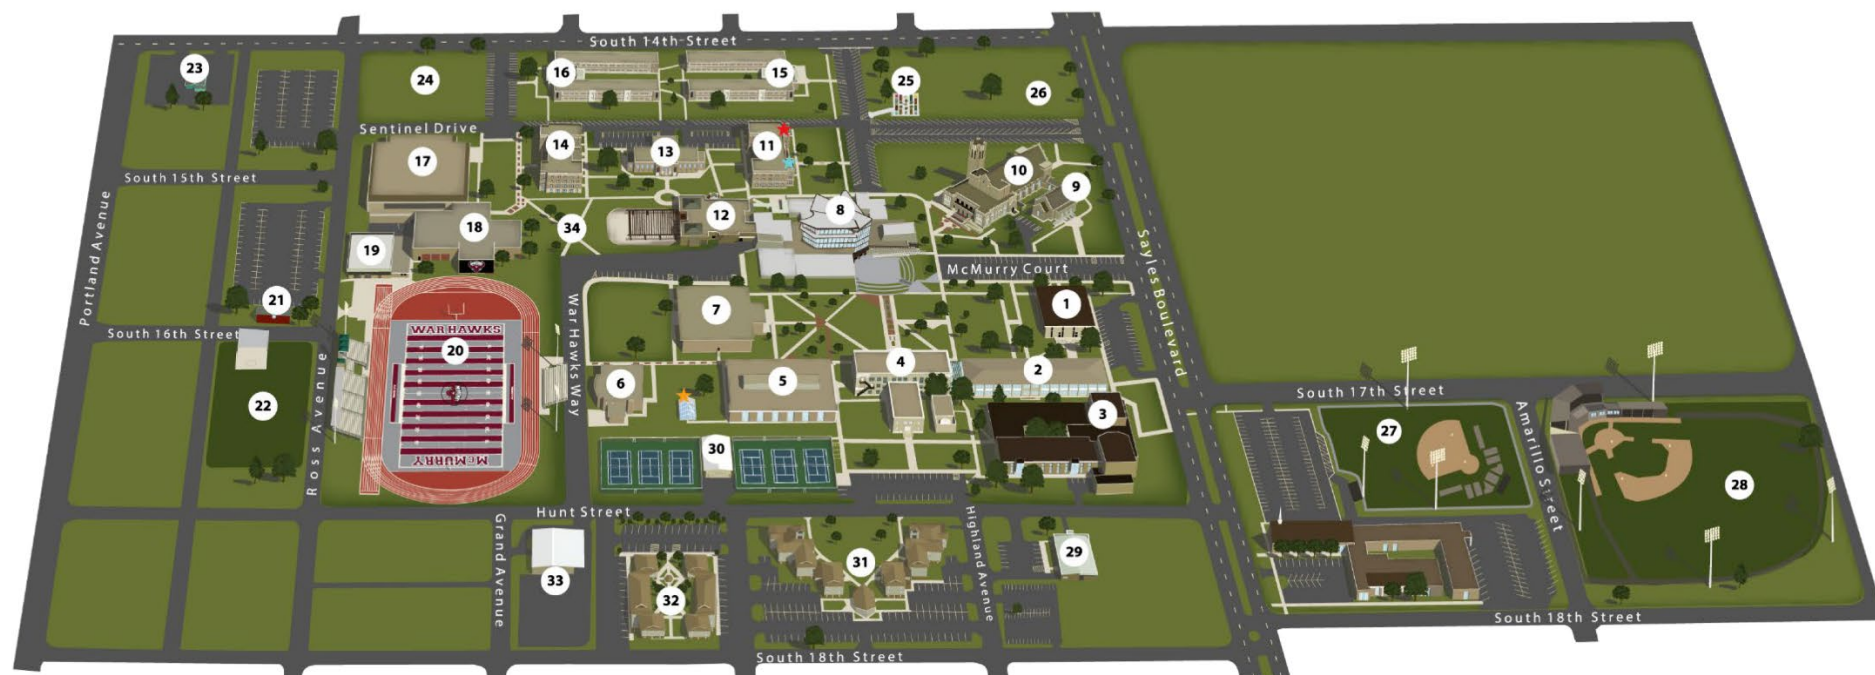 South 14th Street
23
24
16
15
25
26
Sentinel Drive
17
14
13
11
10
9
South 15th Street
Portland Avenue
18
19
34
12
8
Sayles Boulevard
McMurry Court
21
South 16th Street
WAR HAWKS
20
McMURRY
War Hawks Way
7
1
22
Ross Avenue
6
5
4
2
3
30
South 17th Street
27
Amarillo Street
28
Hunt Street
Grand Avenue
33
32
31
Highland Avenue
29
South 18th Street
South 18th Street